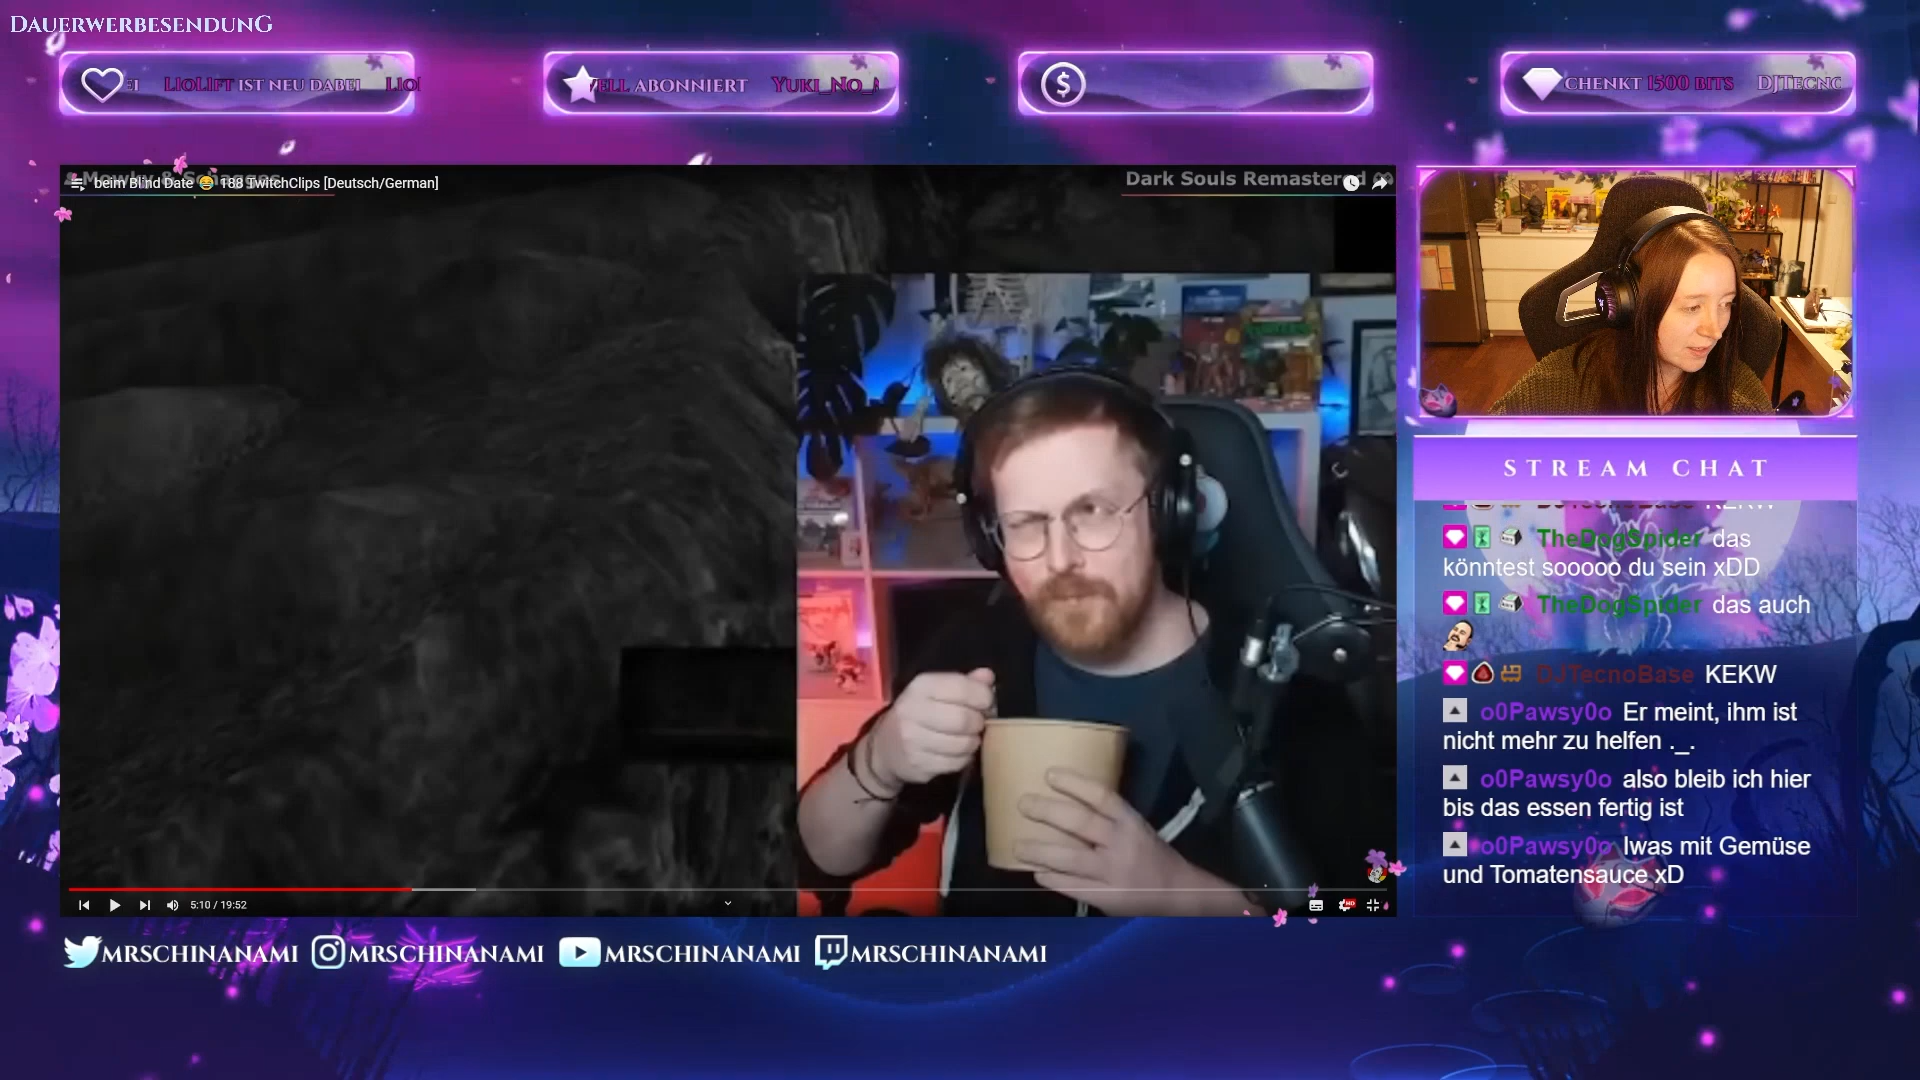 DAUERWERBESENDUNG
LIOLIFT IST NEU DABEI
ABONNIERT
1500 BITS
beim Blind Date 😂 188 TwitchClips [Deutsch/German]
Dark Souls Remastered
STREAM CHAT
TheDogSpider das
könntest sooooo du sein xDD
TheDogSpider das auch
DJTecnoBase KEKW
o0Pawsy0o Er meint, ihm ist
nicht mehr zu helfen ._.
o0Pawsy0o also bleib ich hier
bis das essen fertig ist
o0Pawsy0o Iwas mit Gemüse
und Tomatensauce xD
5:10 / 19:52
MRSCHINANAMI MRSCHINANAMI MRSCHINANAMI MRSCHINANAMI